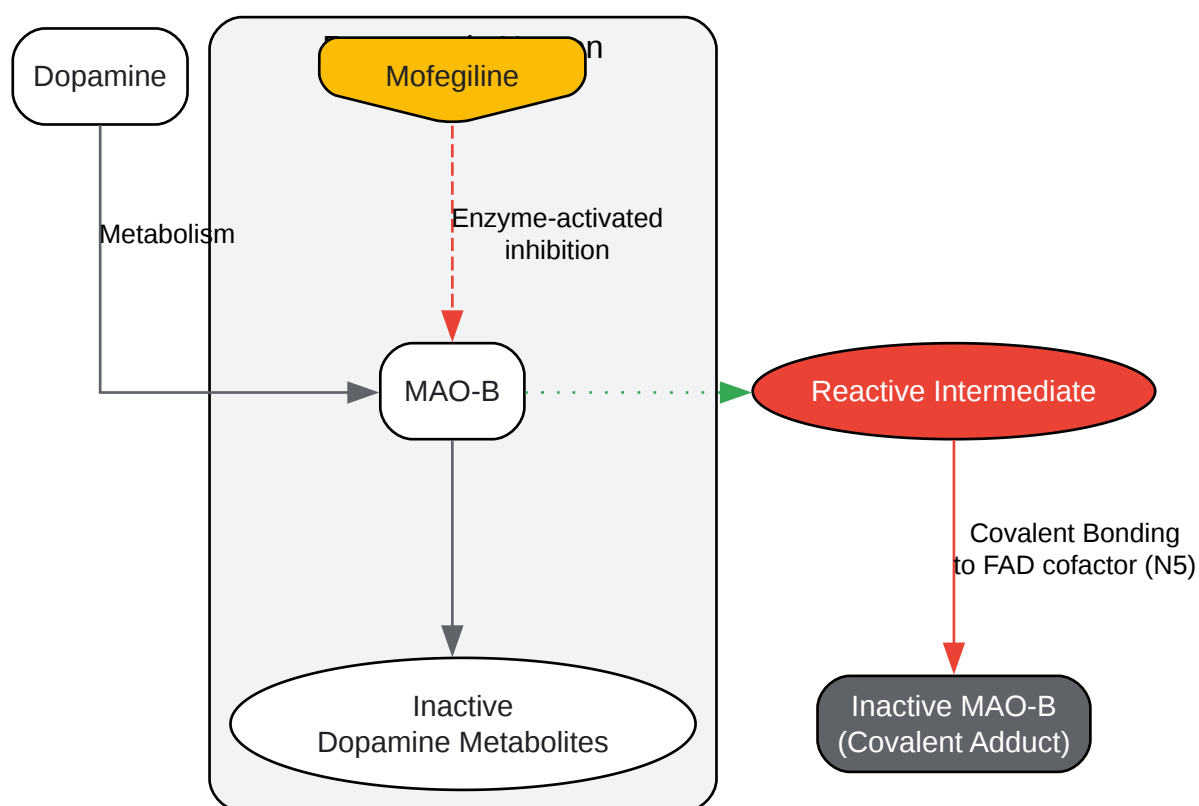 Dopamine
Mofegiline
Metabolism
Enzyme-activated
inhibition
MAO-B
Reactive Intermediate
Covalent Bonding
to FAD cofactor (N5)
Inactive
Dopamine Metabolites
Inactive MAO-B
(Covalent Adduct)